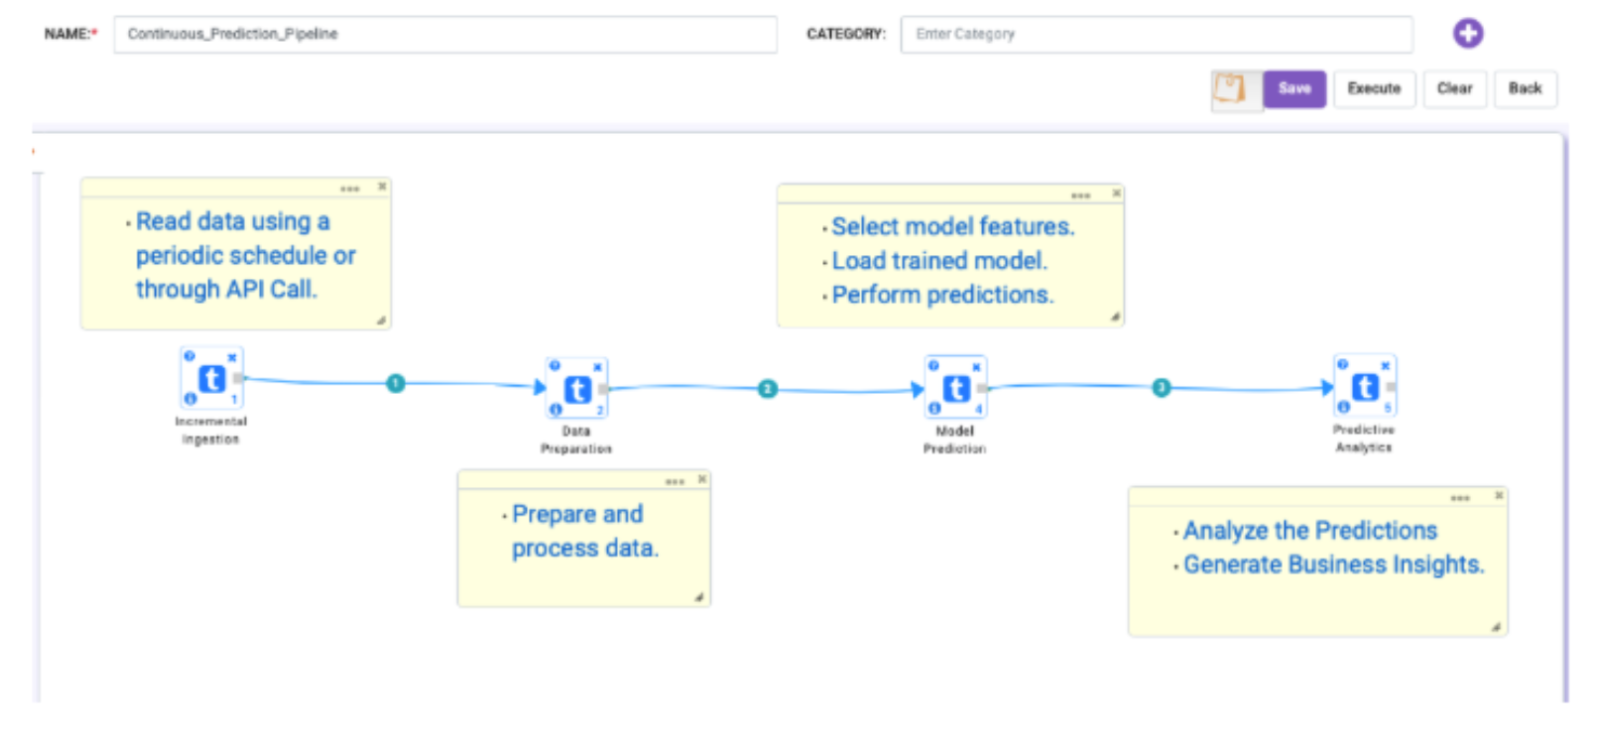 NAME:* Continuous_Prediction_Pipeline CATEGORY: Enter Category
Save Execute Clear Back
· Read data using a
periodic schedule or
through API Call.
· Select model features.
· Load trained model.
· Perform predictions.
t 1
Incremental
Ingestion
1
t 2
Data
Preparation
2
t 4
Model
Prediction
3
t 5
Predictive
Analytics
· Prepare and
process data.
· Analyze the Predictions
· Generate Business Insights.